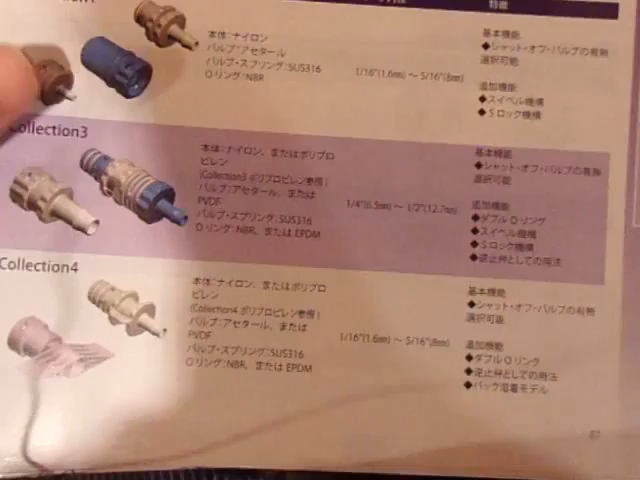 特徴
本体：ナイロン
バルブ：アセタール
バルブ・スプリング：SUS316
Oリング：NBR
1/16"(1.6mm) ～ 5/16"(8mm)
基本機能
◆シャット・オフ・バルブの有無
選択可能
追加機能
◆スイベル機構
◆Sロック機構
Collection3
本体：ナイロン、またはポリプロ
ピレン
(Collection3 ポリプロピレン参照)
バルブ：アセタール、または
PVDF
バルブ・スプリング：SUS316
Oリング：NBR、または EPDM
1/4"(6.5mm) ～ 1/2"(12.7mm)
基本機能
◆シャット・オフ・バルブの有無
選択可能
追加機能
◆ダブルOリング
◆スイベル機構
◆Sロック機構
◆逆止弁としての用法
Collection4
本体：ナイロン、またはポリプロ
ピレン
(Collection4 ポリプロピレン参照)
バルブ：アセタール、または
PVDF
バルブ・スプリング：SUS316
Oリング：NBR、または EPDM
1/16"(1.6mm) ～ 5/16"(8mm)
基本機能
◆シャット・オフ・バルブの有無
選択可能
追加機能
◆ダブルOリング
◆逆止弁としての用法
◆バック溶着モデル